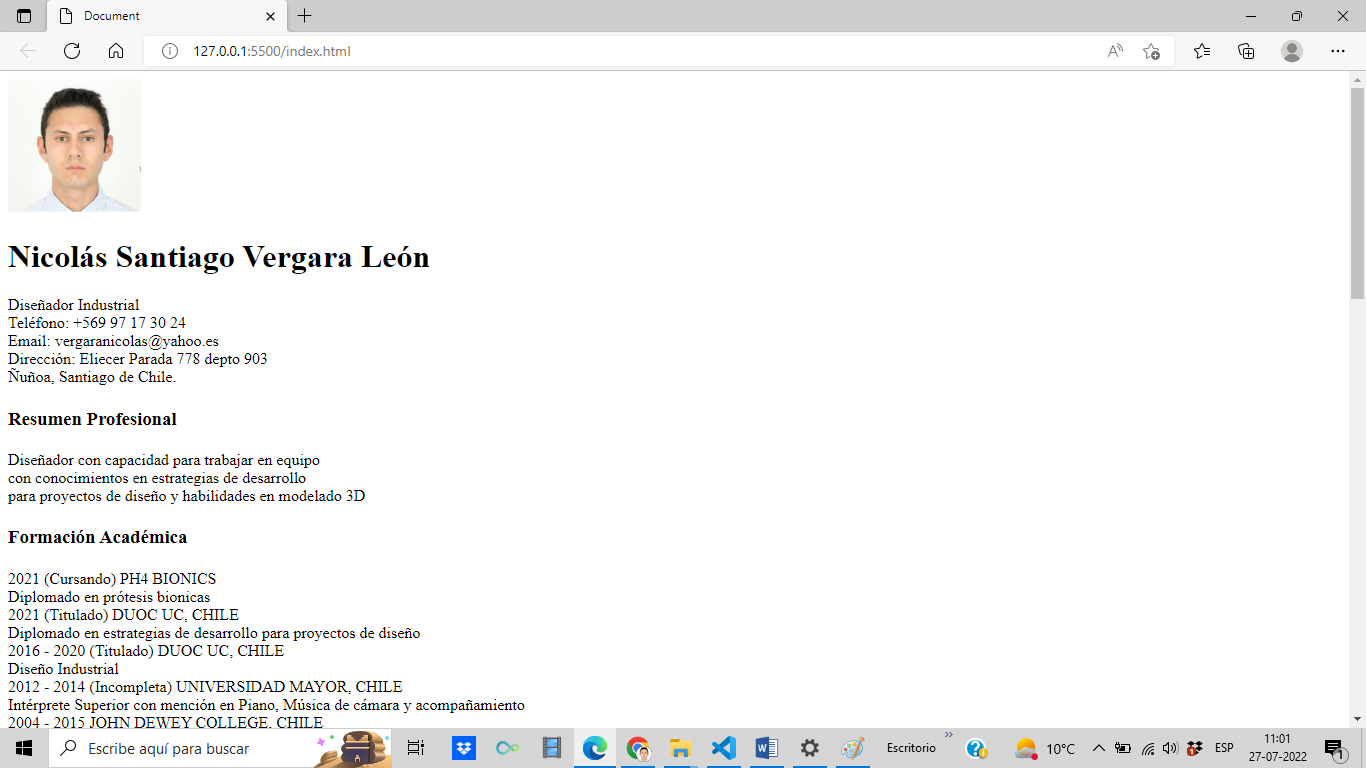 Document
127.0.0.1:5500/index.html
Nicolás Santiago Vergara León
Diseñador Industrial
Teléfono: +569 97 17 30 24
Email: vergaranicolas@yahoo.es
Dirección: Eliecer Parada 778 depto 903
Ñuñoa, Santiago de Chile.
Resumen Profesional
Diseñador con capacidad para trabajar en equipo
con conocimientos en estrategias de desarrollo
para proyectos de diseño y habilidades en modelado 3D
Formación Académica
2021 (Cursando) PH4 BIONICS
Diplomado en prótesis bionicas
2021 (Titulado) DUOC UC, CHILE
Diplomado en estrategias de desarrollo para proyectos de diseño
2016 - 2020 (Titulado) DUOC UC, CHILE
Diseño Industrial
2012 - 2014 (Incompleta) UNIVERSIDAD MAYOR, CHILE
Intérprete Superior con mención en Piano, Música de cámara y acompañamiento
2004 - 2015 JOHN DEWEY COLLEGE, CHILE
Escribe aquí para buscar
Escritorio
10°C
ESP
11:01
27-07-2022
1